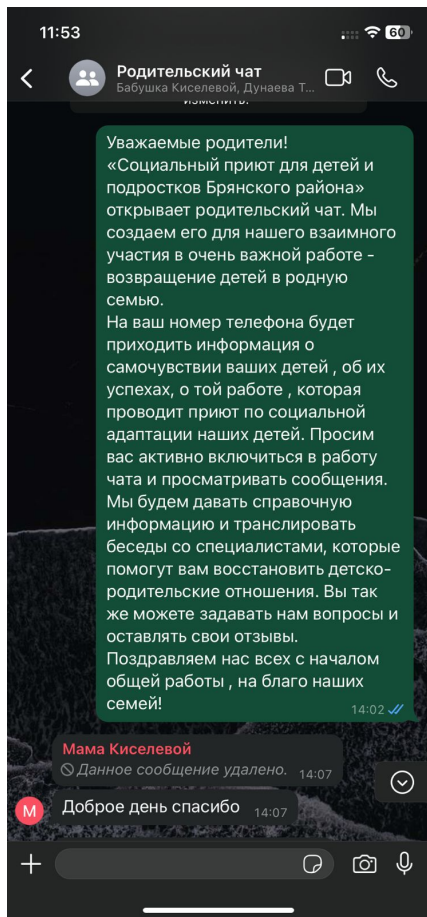 11:53
60
Родительский чат
Бабушка Киселевой, Дунаева Т...
изменить.
Уважаемые родители!
«Социальный приют для детей и
подростков Брянского района»
открывает родительский чат. Мы
создаем его для нашего взаимного
участия в очень важной работе -
возвращение детей в родную
семью.
На ваш номер телефона будет
приходить информация о
самочувствии ваших детей , об их
успехах, о той работе , которая
проводит приют по социальной
адаптации наших детей. Просим
вас активно включиться в работу
чата и просматривать сообщения.
Мы будем давать справочную
информацию и транслировать
беседы со специалистами, которые
помогут вам восстановить детско-
родительские отношения. Вы так
же можете задавать нам вопросы и
оставлять свои отзывы.
Поздравляем нас всех с началом
общей работы , на благо наших
семей!
14:02
Мама Киселевой
Данное сообщение удалено. 14:07
М
Доброе день спасибо 14:07